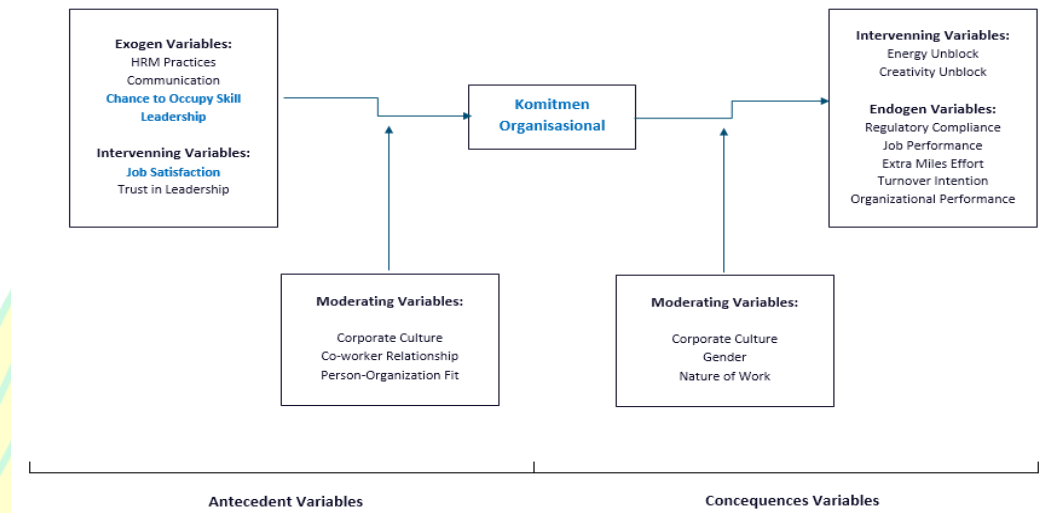 Exogen Variables:
HRM Practices
Communication
Chance to Occupy Skill
Leadership
Intervenning Variables:
Job Satisfaction
Trust in Leadership
Komitmen
Organisasional
Intervenning Variables:
Energy Unblock
Creativity Unblock
Endogen Variables:
Regulatory Compliance
Job Performance
Extra Miles Effort
Turnover Intention
Organizational Performance
Moderating Variables:
Corporate Culture
Co-worker Relationship
Person-Organization Fit
Moderating Variables:
Corporate Culture
Gender
Nature of Work
Antecedent Variables
Concequences Variables